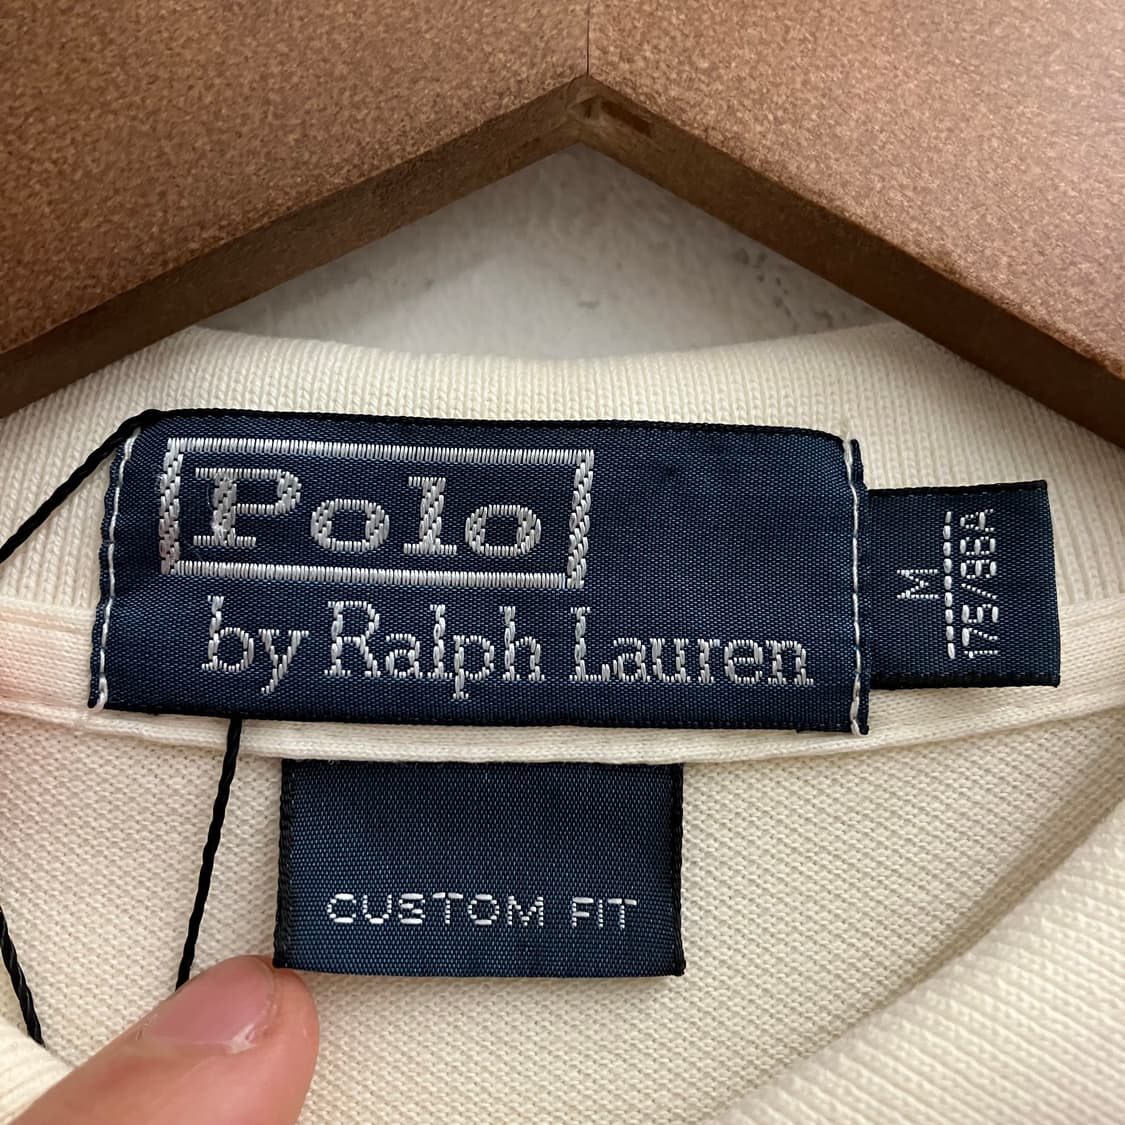 Polo
by Ralph Lauren
M
175/96A
CUSTOM FIT